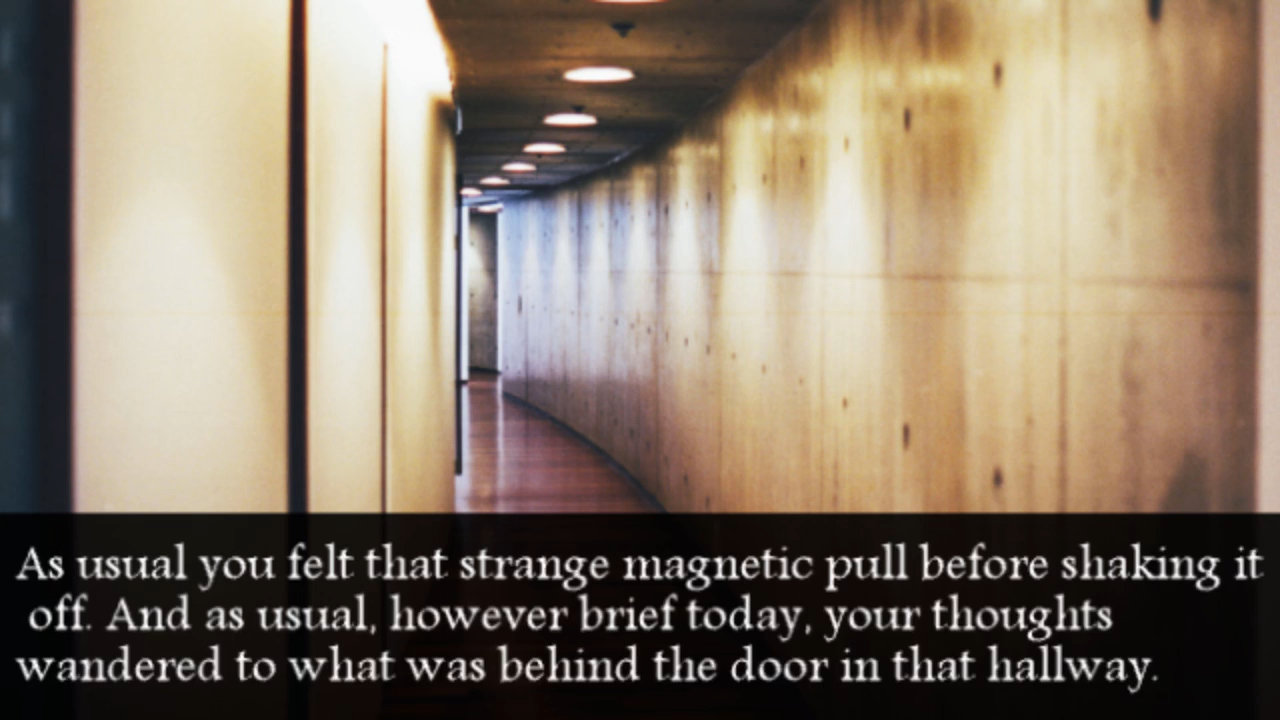 As usual you felt that strange magnetic pull before shaking it
off. And as usual, however brief today, your thoughts
wandered to what was behind the door in that hallway.